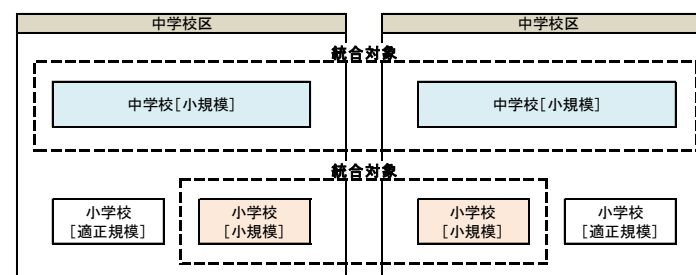 中学校区
中学校区
統合対象
中学校[小規模]
中学校[小規模]
統合対象
小学校
[適正規模]
小学校
[小規模]
小学校
[小規模]
小学校
[適正規模]